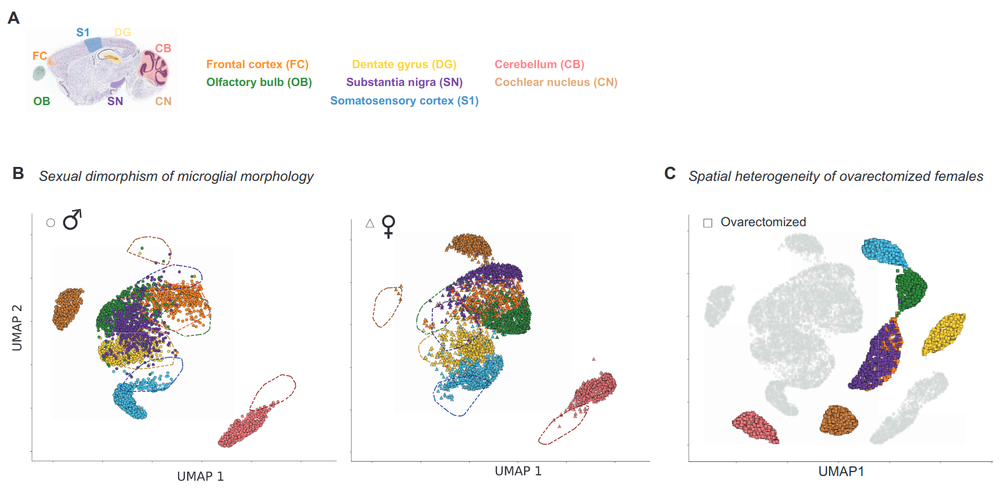 A
S1 DG
FC CB
OB SN CN
Frontal cortex (FC) Dentate gyrus (DG) Cerebellum (CB)
Olfactory bulb (OB) Substantia nigra (SN) Cochlear nucleus (CN)
Somatosensory cortex (S1)
B Sexual dimorphism of microglial morphology
C Spatial heterogeneity of ovarectomized females
○ ♂
△ ♀
□ Ovarectomized
UMAP 2
UMAP 1
UMAP 1
UMAP1